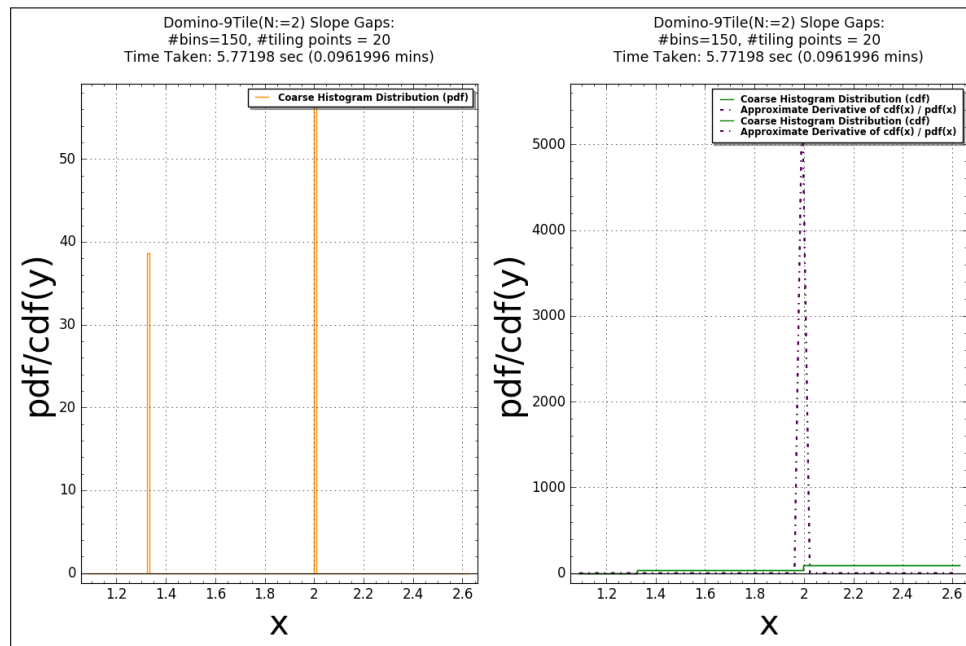 Domino-9Tile(N:=2) Slope Gaps:
#bins=150, #tiling points = 20
Time Taken: 5.77198 sec (0.0961996 mins)
Coarse Histogram Distribution (pdf)
pdf/cdf(y)
50
40
30
20
10
0
1.2 1.4 1.6 1.8 2 2.2 2.4 2.6
x
Domino-9Tile(N:=2) Slope Gaps:
#bins=150, #tiling points = 20
Time Taken: 5.77198 sec (0.0961996 mins)
Coarse Histogram Distribution (cdf)
Approximate Derivative of cdf(x) / pdf(x)
Coarse Histogram Distribution (cdf)
Approximate Derivative of cdf(x) / pdf(x)
pdf/cdf(y)
5000
4000
3000
2000
1000
0
1.2 1.4 1.6 1.8 2 2.2 2.4 2.6
x